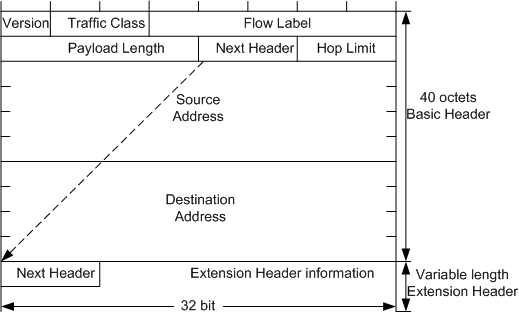 Version Traffic Class Flow Label
Payload Length Next Header Hop Limit
Source
Address
40 octets
Basic Header
Destination
Address
Next Header Extension Header information
Variable length
Extension Header
32 bit